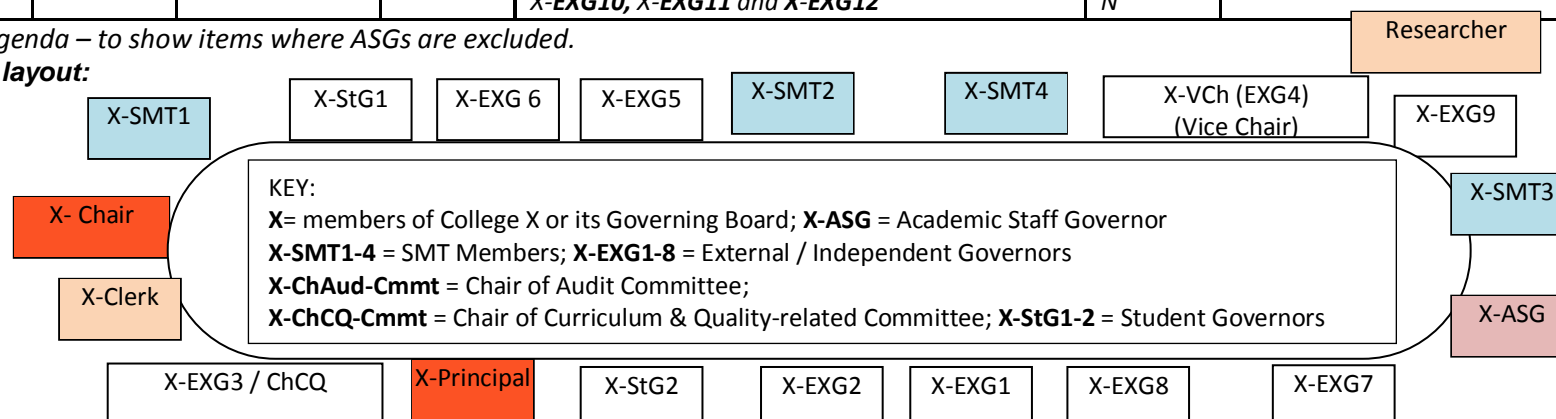 X-EXG10, X-EXG11 and X-EXG12
N
genda – to show items where ASGs are excluded.
layout:
Researcher
X-SMT1
X-StG1
X-EXG 6
X-EXG5
X-SMT2
X-SMT4
X-VCh (EXG4)
(Vice Chair)
X-EXG9
X- Chair
X-SMT3
KEY:
X= members of College X or its Governing Board; X-ASG = Academic Staff Governor
X-SMT1-4 = SMT Members; X-EXG1-8 = External / Independent Governors
X-ChAud-Cmmt = Chair of Audit Committee;
X-ChCQ-Cmmt = Chair of Curriculum & Quality-related Committee; X-StG1-2 = Student Governors
X-Clerk
X-ASG
X-EXG3 / ChCQ
X-Principal
X-StG2
X-EXG2
X-EXG1
X-EXG8
X-EXG7